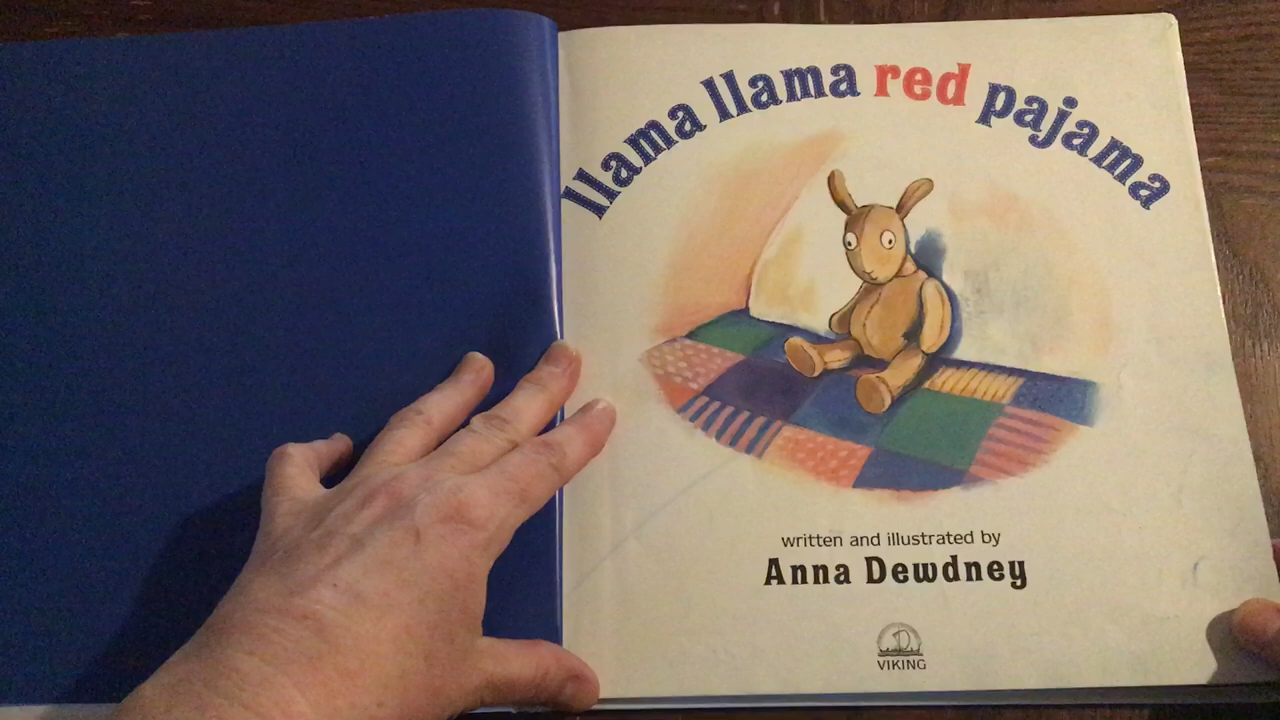 llama llama red pajama
written and illustrated by
Anna Dewdney
VIKING